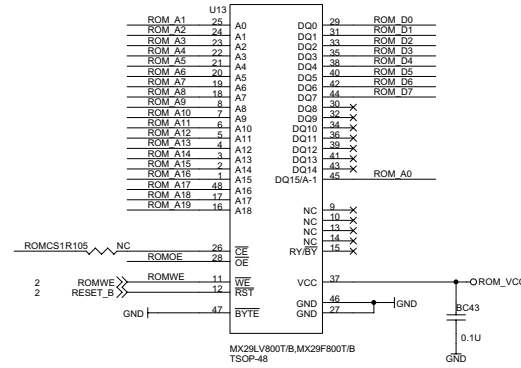 U13
ROM_A1 25 A0 DQ0 29 ROM_D0
ROM_A2 24 A1 DQ1 31 ROM_D1
ROM_A3 23 A2 DQ2 33 ROM_D2
ROM_A4 22 A3 DQ3 35 ROM_D3
ROM_A5 21 A4 DQ4 38 ROM_D4
ROM_A6 20 A5 DQ5 40 ROM_D5
ROM_A7 19 A6 DQ6 42 ROM_D6
ROM_A8 18 A7 DQ7 44 ROM_D7
ROM_A9 8 A8 DQ8 30
ROM_A10 7 A9 DQ9 32
ROM_A11 6 A10 DQ10 34
ROM_A12 5 A11 DQ11 36
ROM_A13 4 A12 DQ12 39
ROM_A14 3 A13 DQ13 41
ROM_A15 2 A14 DQ14 43
ROM_A16 1 A15 DQ15/A-1 45 ROM_A0
ROM_A17 48 A16
ROM_A18 17 A17 NC 9
ROM_A19 16 A18 NC 10
NC 13
NC 14
ROMCS1 R105 NC 26 CE RY/BY 15
ROMOE 28 OE
2 ROMWE ROMWE 11 WE VCC 37 ROM_VCC
2 RESET_B 12 RST
GND 46 GND
GND 47 BYTE GND 27
BC43
0.1U
GND
MX29LV800T/B,MX29F800T/B
TSOP-48